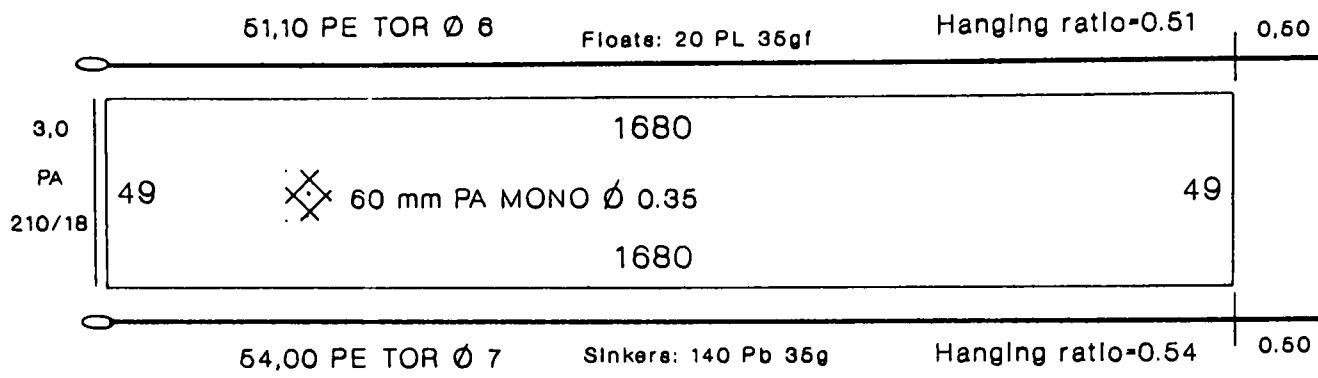 51,10 PE TOR Ø 6
Floats: 20 PL 35gf
Hanging ratio=0.51
0,50
3,0
PA
210/18
1680
49
60 mm PA MONO Ø 0.35
49
1680
54,00 PE TOR Ø 7
Sinkers: 140 Pb 35g
Hanging ratio=0.54
0.50